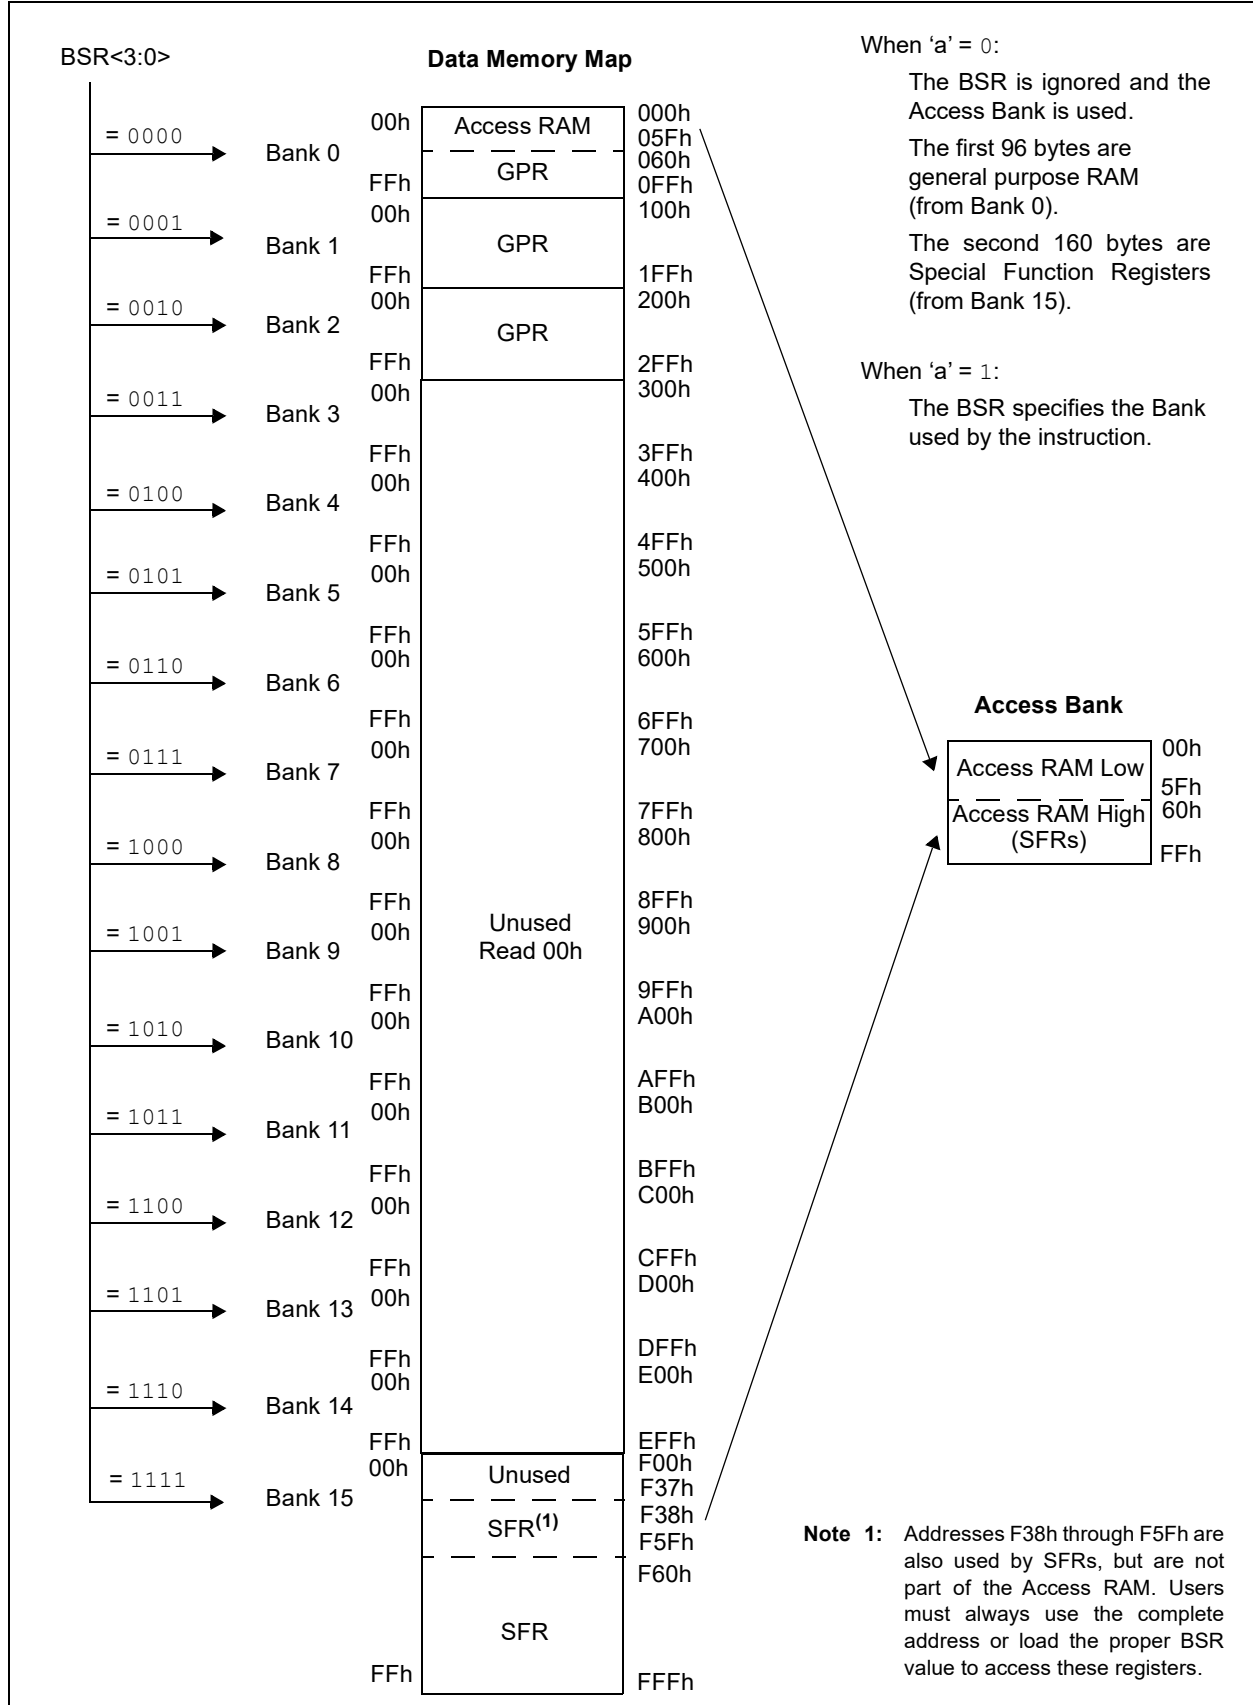 BSR<3:0>
Data Memory Map
When ‘a’ = 0:
The BSR is ignored and the
Access Bank is used.
The first 96 bytes are
general purpose RAM
(from Bank 0).
The second 160 bytes are
Special Function Registers
(from Bank 15).
When ‘a’ = 1:
The BSR specifies the Bank
used by the instruction.
= 0000
Bank 0
00h
FFh
Access RAM
GPR
000h
05Fh
060h
0FFh
= 0001
Bank 1
00h
FFh
GPR
100h
1FFh
= 0010
Bank 2
00h
FFh
GPR
200h
2FFh
= 0011
Bank 3
00h
FFh
300h
3FFh
= 0100
Bank 4
00h
FFh
400h
4FFh
= 0101
Bank 5
00h
FFh
500h
5FFh
= 0110
Bank 6
00h
FFh
600h
6FFh
= 0111
Bank 7
00h
FFh
700h
7FFh
= 1000
Bank 8
00h
FFh
800h
8FFh
= 1001
Bank 9
00h
FFh
Unused
Read 00h
900h
9FFh
= 1010
Bank 10
00h
FFh
A00h
AFFh
= 1011
Bank 11
00h
FFh
B00h
BFFh
= 1100
Bank 12
00h
FFh
C00h
CFFh
= 1101
Bank 13
00h
FFh
D00h
DFFh
= 1110
Bank 14
00h
FFh
E00h
EFFh
= 1111
Bank 15
00h
FFh
Unused
SFR(1)
SFR
F00h
F37h
F38h
F5Fh
F60h
FFFh
Access Bank
Access RAM Low
Access RAM High
(SFRs)
00h
5Fh
60h
FFh
Note 1: Addresses F38h through F5Fh are
also used by SFRs, but are not
part of the Access RAM. Users
must always use the complete
address or load the proper BSR
value to access these registers.